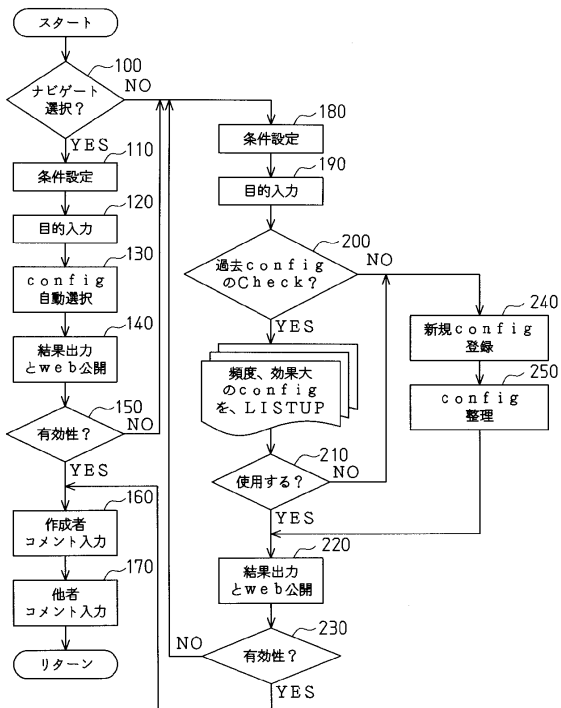 スタート
100
ナビゲート
選択？
NO
YES
110
条件設定
120
目的入力
130
config
自動選択
140
結果出力
とweb公開
150
有効性？
NO
YES
160
作成者
コメント入力
170
他者
コメント入力
リターン
180
条件設定
190
目的入力
200
過去config
のCheck？
NO
YES
頻度、効果大
のconfig
を、LISTUP
210
使用する？
NO
YES
220
結果出力
とweb公開
230
有効性？
NO
YES
240
新規config
登録
250
config
整理